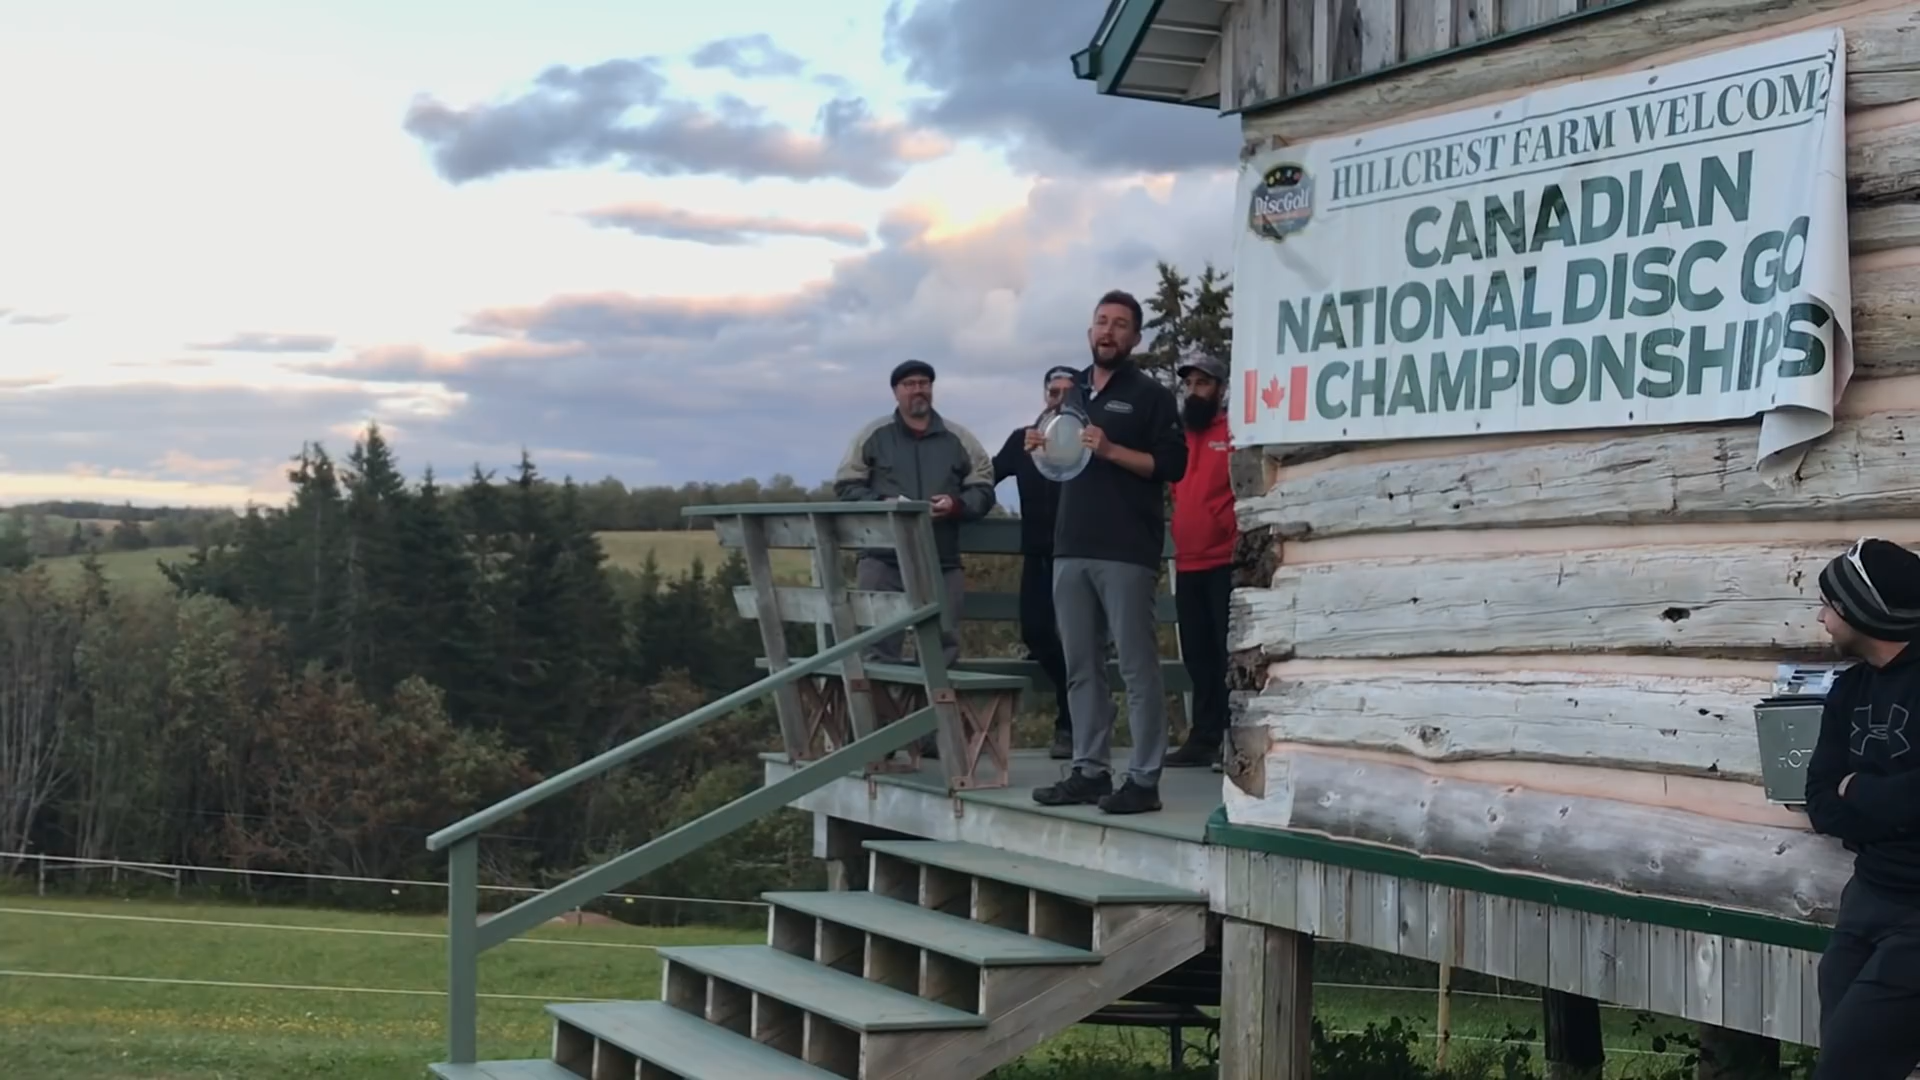 HILLCREST FARM WELCOM
DiscGolf
CANADIAN
NATIONAL DISC GO
CHAMPIONSHIPS